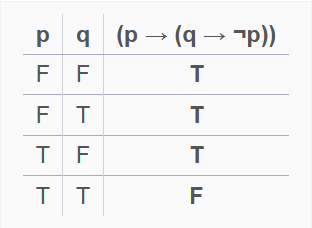 p q (p → (q → ¬p))
F F T
F T T
T F T
T T F